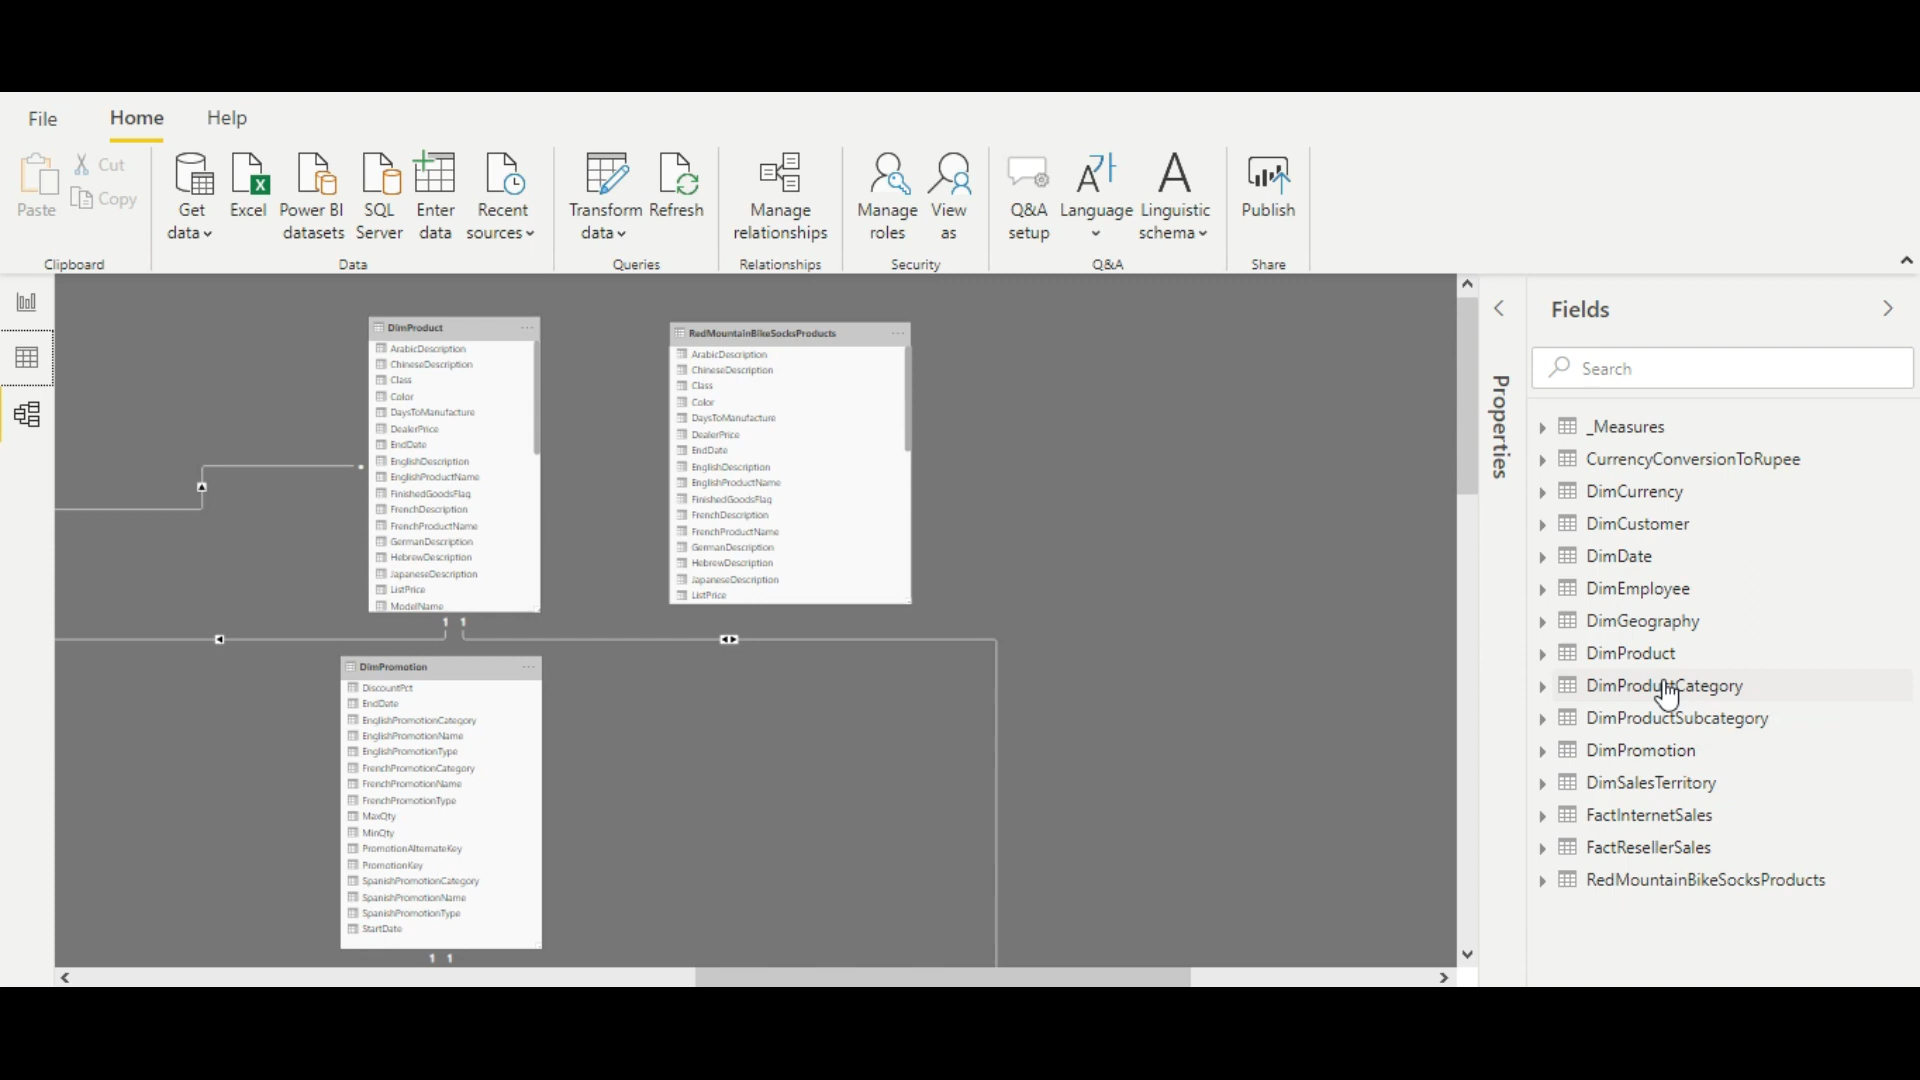 File Home Help
Paste Cut Copy
Get data Excel Power BI datasets SQL Server Enter data Recent sources
Transform data Refresh
Manage relationships
Manage roles View as
Q&A setup Language Linguistic schema
Publish
Clipboard Data Queries Relationships Security Q&A Share
DimProduct
ArabicDescription
ChineseDescription
Class
Color
DaysToManufacture
DealerPrice
EndDate
EnglishDescription
EnglishProductName
FinishedGoodsFlag
FrenchDescription
FrenchProductName
GermanDescription
HebrewDescription
JapaneseDescription
ListPrice
ModelName
1 1
RedMountainBikeSocksProducts
ArabicDescription
ChineseDescription
Class
Color
DaysToManufacture
DealerPrice
EndDate
EnglishDescription
EnglishProductName
FinishedGoodsFlag
FrenchDescription
FrenchProductName
GermanDescription
HebrewDescription
JapaneseDescription
ListPrice
DimPromotion
DiscountPct
EndDate
EnglishPromotionCategory
EnglishPromotionName
EnglishPromotionType
FrenchPromotionCategory
FrenchPromotionName
FrenchPromotionType
MaxQty
MinQty
PromotionAlternateKey
PromotionKey
SpanishPromotionCategory
SpanishPromotionName
SpanishPromotionType
StartDate
1 1
Properties
Fields
Search
_Measures
CurrencyConversionToRupee
DimCurrency
DimCustomer
DimDate
DimEmployee
DimGeography
DimProduct
DimProductCategory
DimProductSubcategory
DimPromotion
DimSalesTerritory
FactInternetSales
FactResellerSales
RedMountainBikeSocksProducts